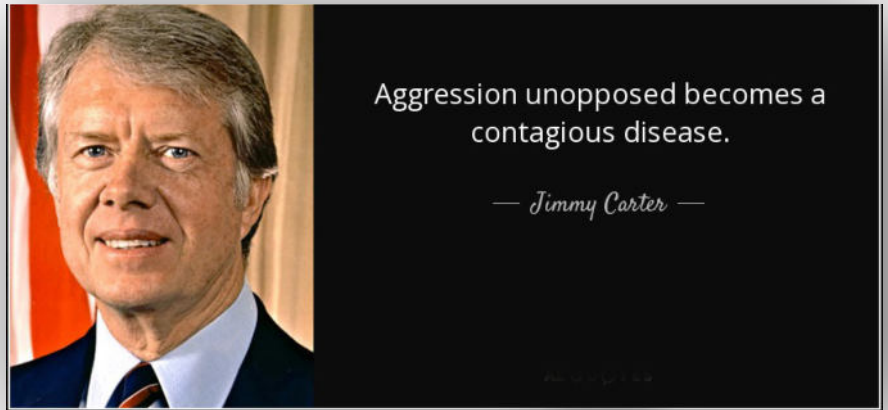 Aggression unopposed becomes a
contagious disease.
— Jimmy Carter —